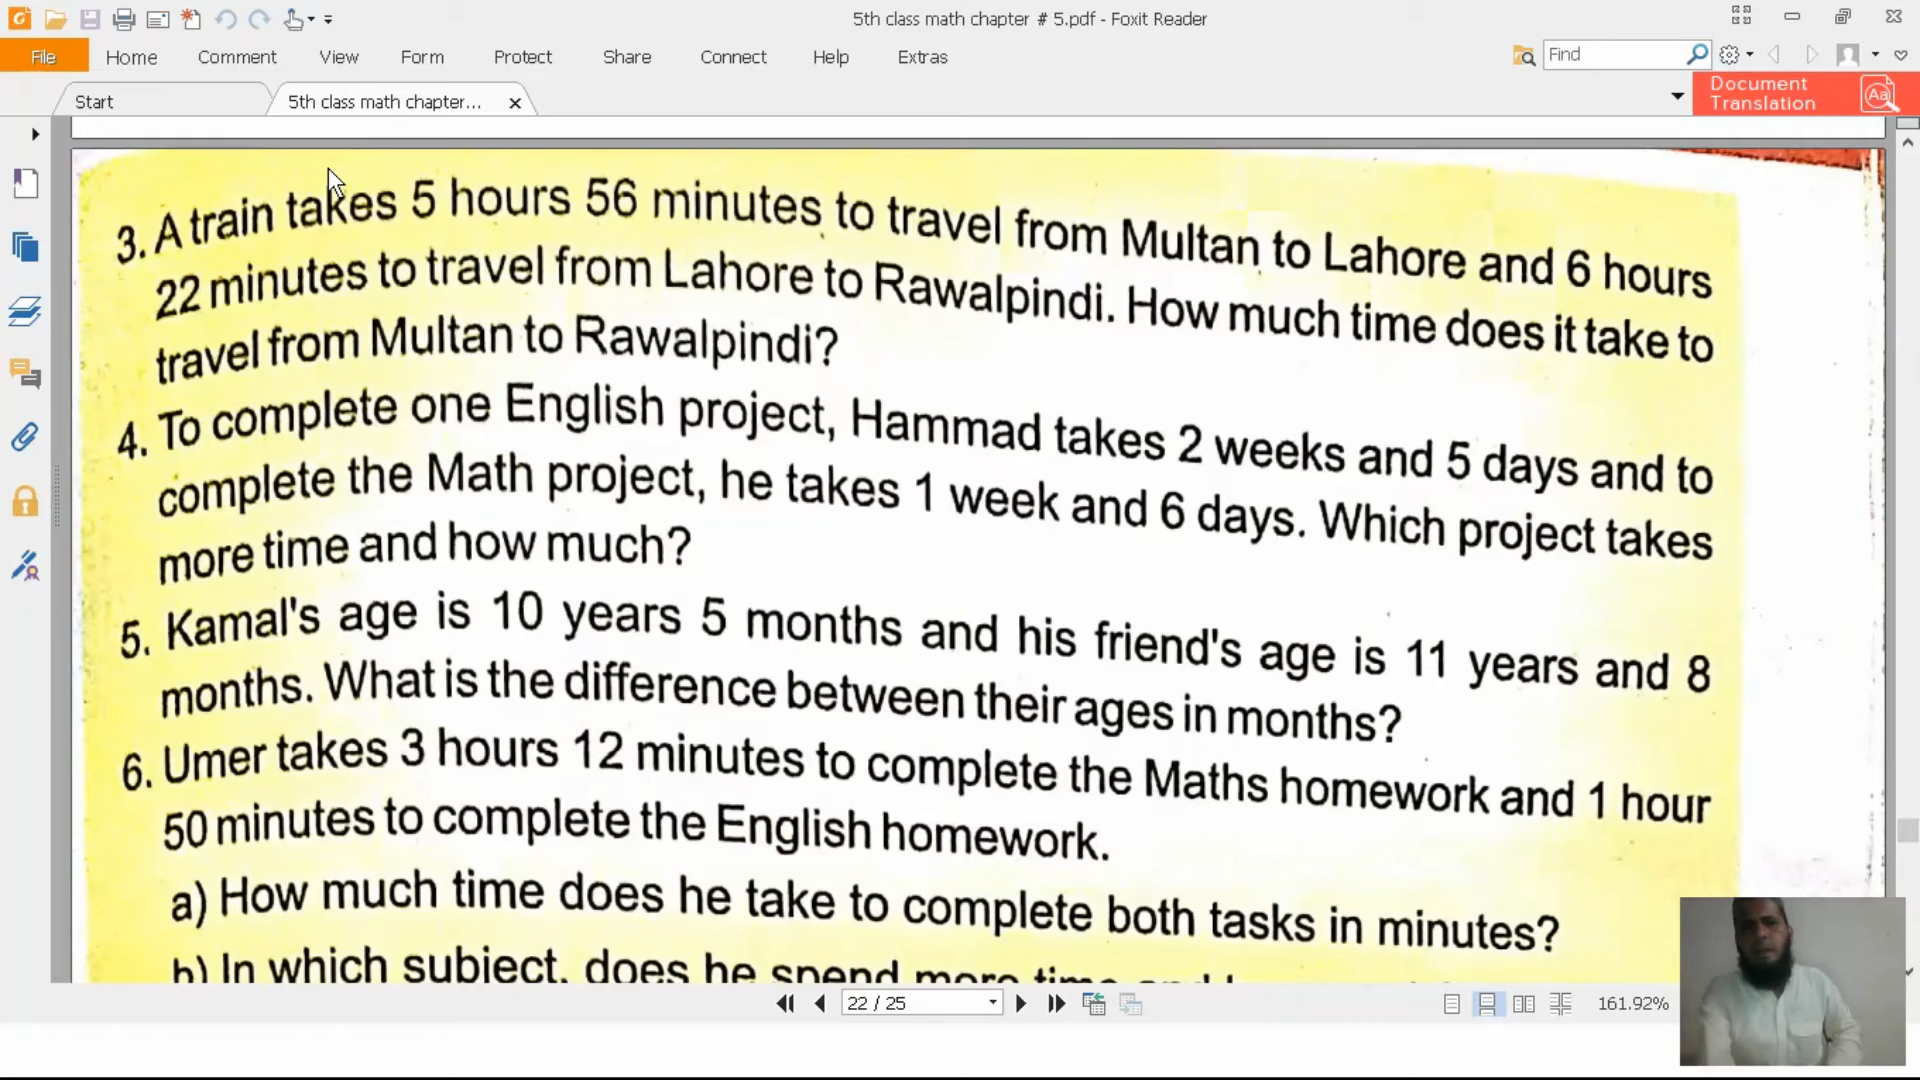 5th class math chapter # 5.pdf - Foxit Reader
File Home Comment View Form Protect Share Connect Help Extras
Find
Start
5th class math chapter...
Document
Translation
3. A train takes 5 hours 56 minutes to travel from Multan to Lahore and 6 hours
22 minutes to travel from Lahore to Rawalpindi. How much time does it take to
travel from Multan to Rawalpindi?
4. To complete one English project, Hammad takes 2 weeks and 5 days and to
complete the Math project, he takes 1 week and 6 days. Which project takes
more time and how much?
5. Kamal's age is 10 years 5 months and his friend's age is 11 years and 8
months. What is the difference between their ages in months?
6. Umer takes 3 hours 12 minutes to complete the Maths homework and 1 hour
50 minutes to complete the English homework.
a) How much time does he take to complete both tasks in minutes?
b) In which subject, does he spend more time and
22 / 25
161.92%